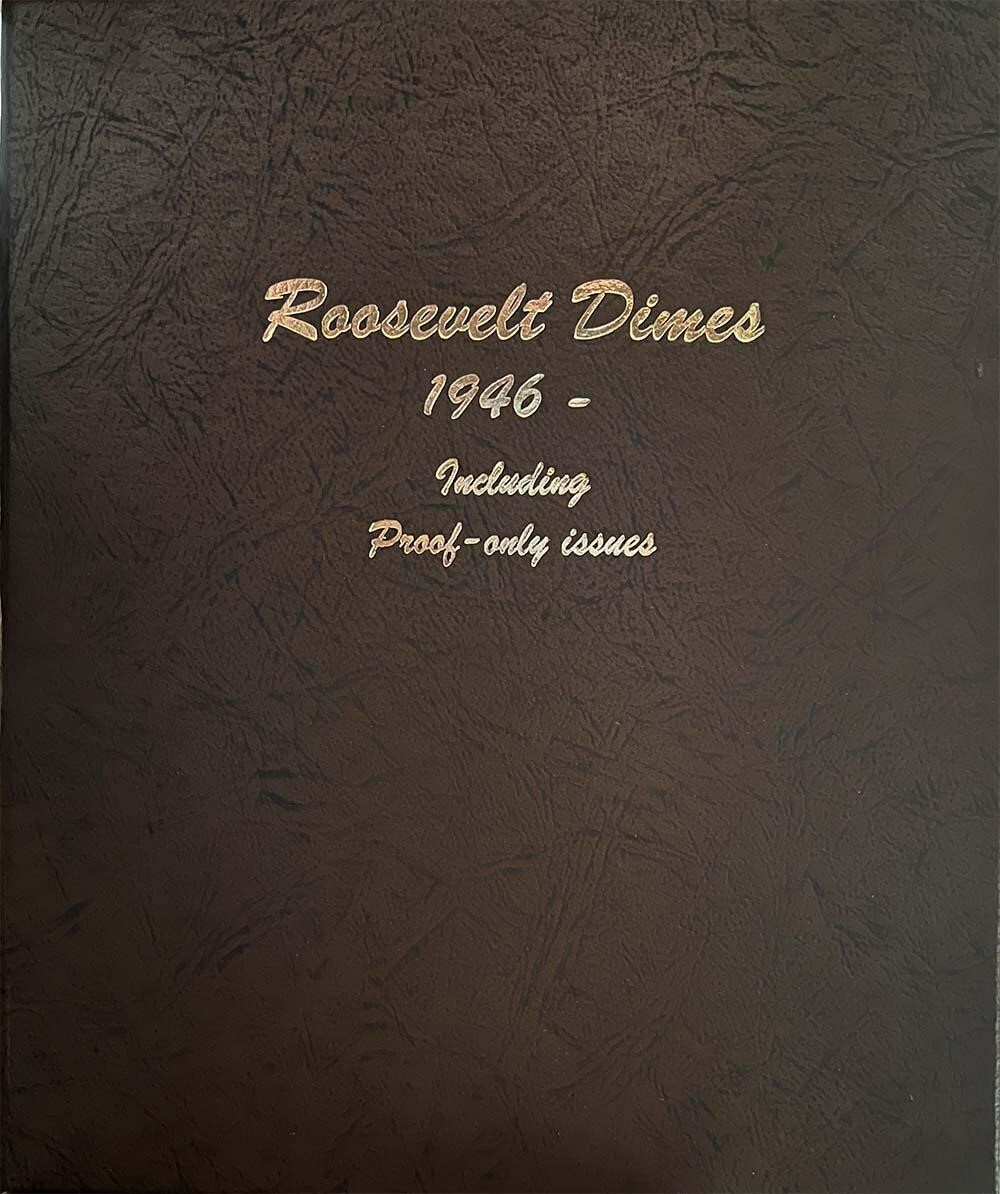 Roosevelt Dimes
1946 -
Including
Proof-only issues